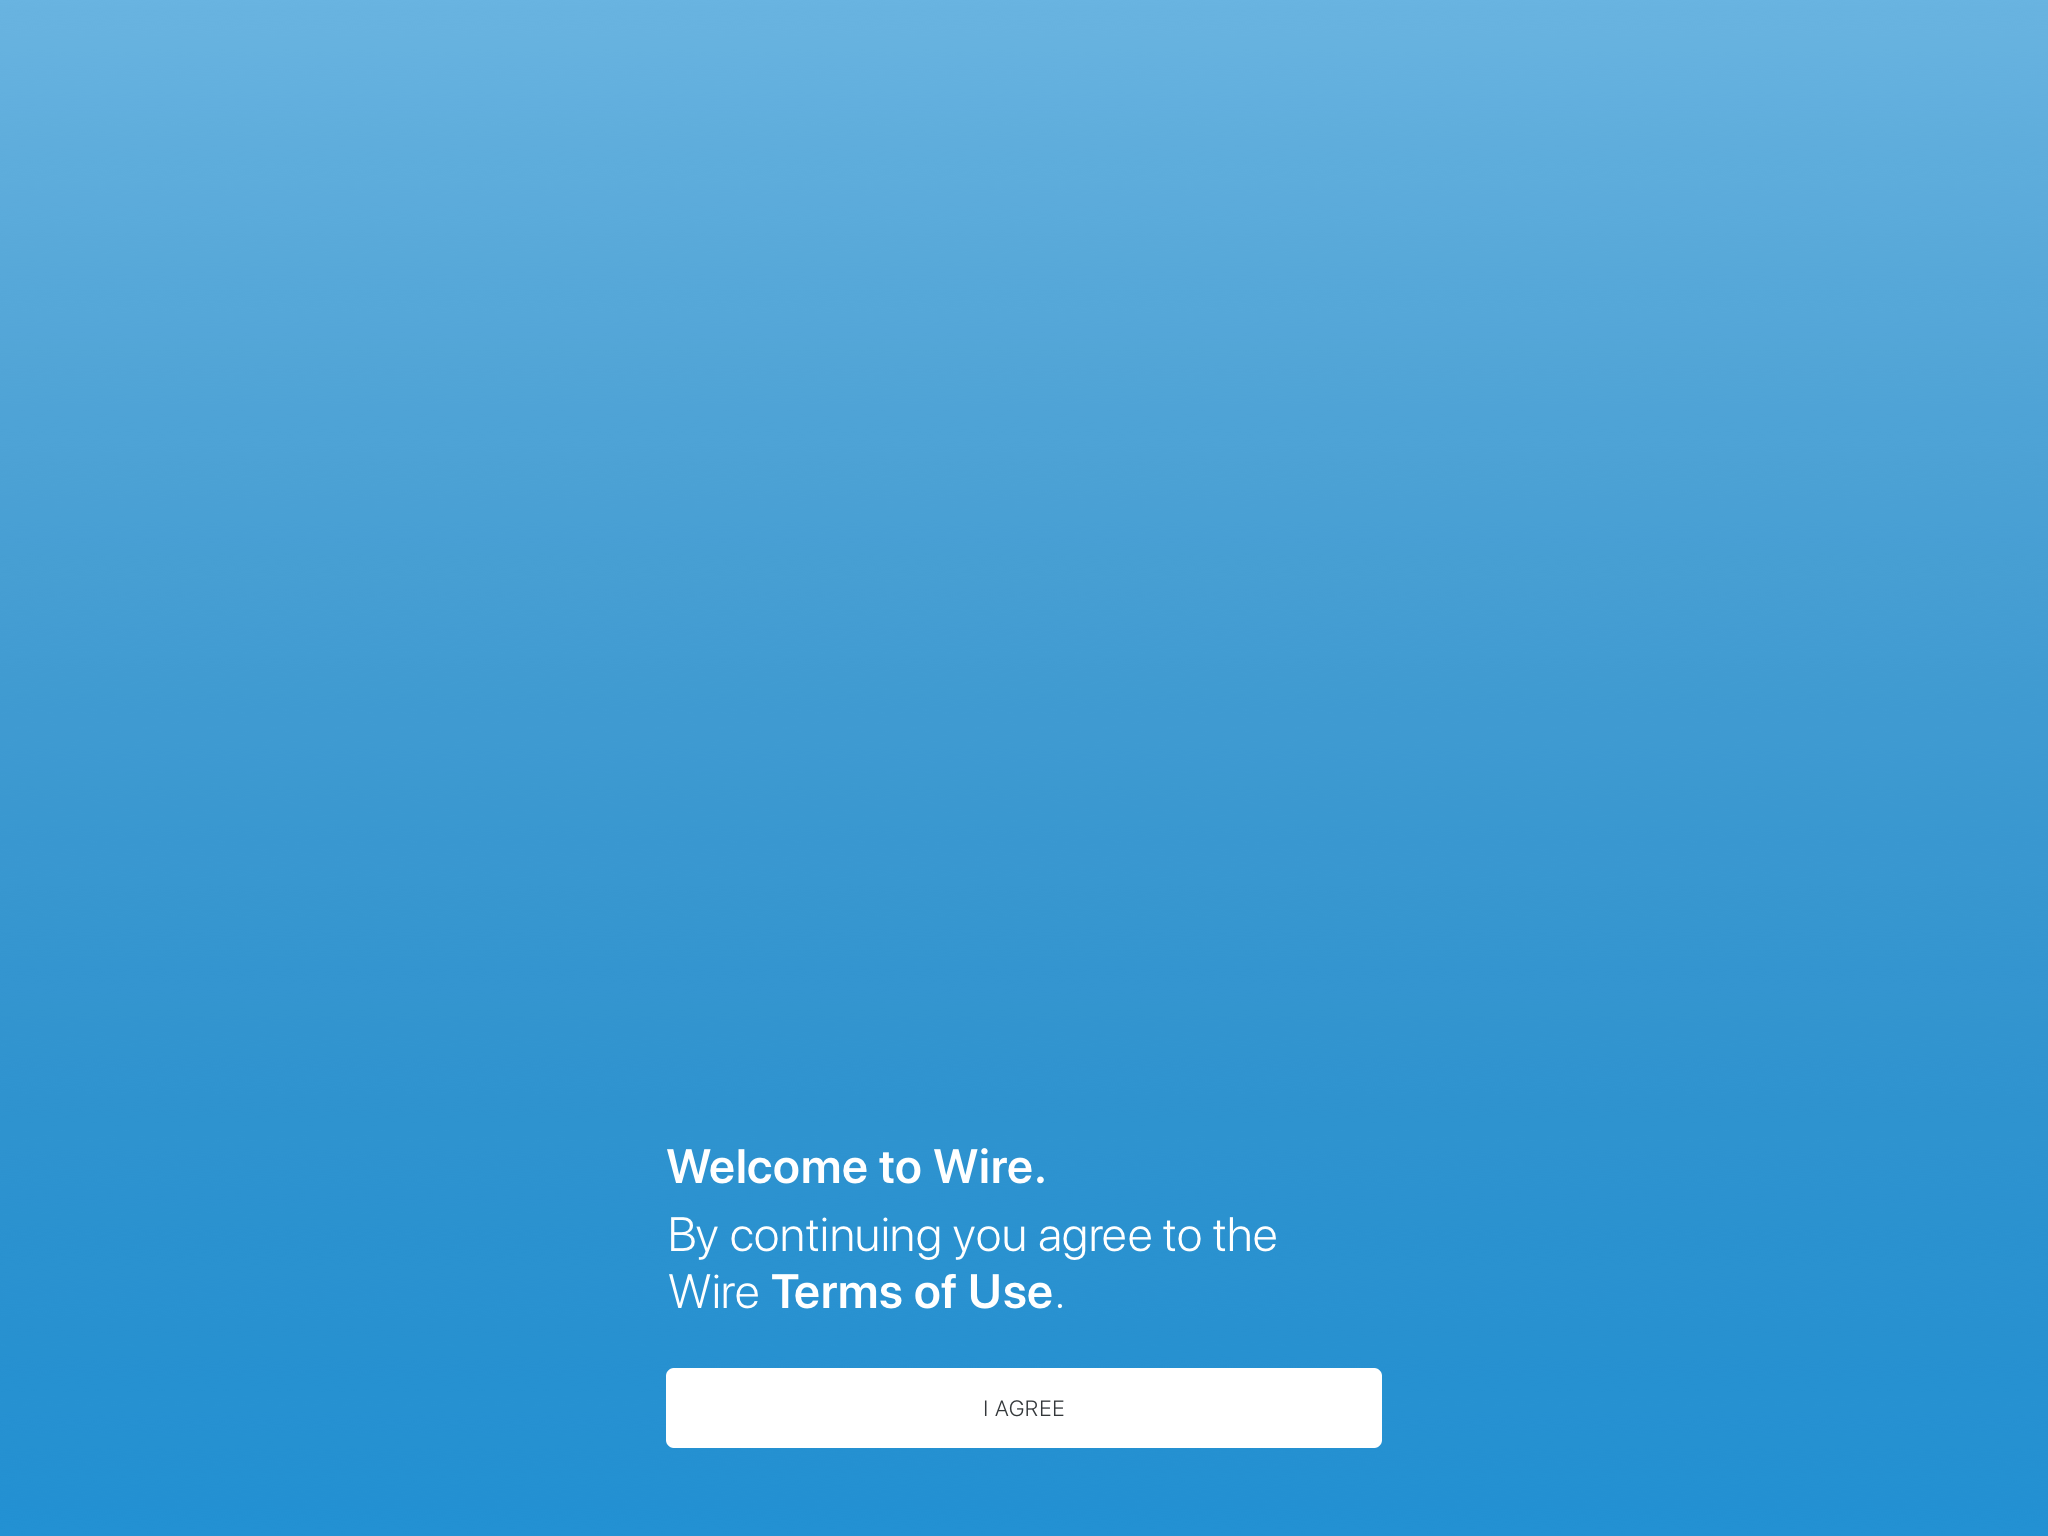 Welcome to Wire.
By continuing you agree to the
Wire Terms of Use.
I AGREE